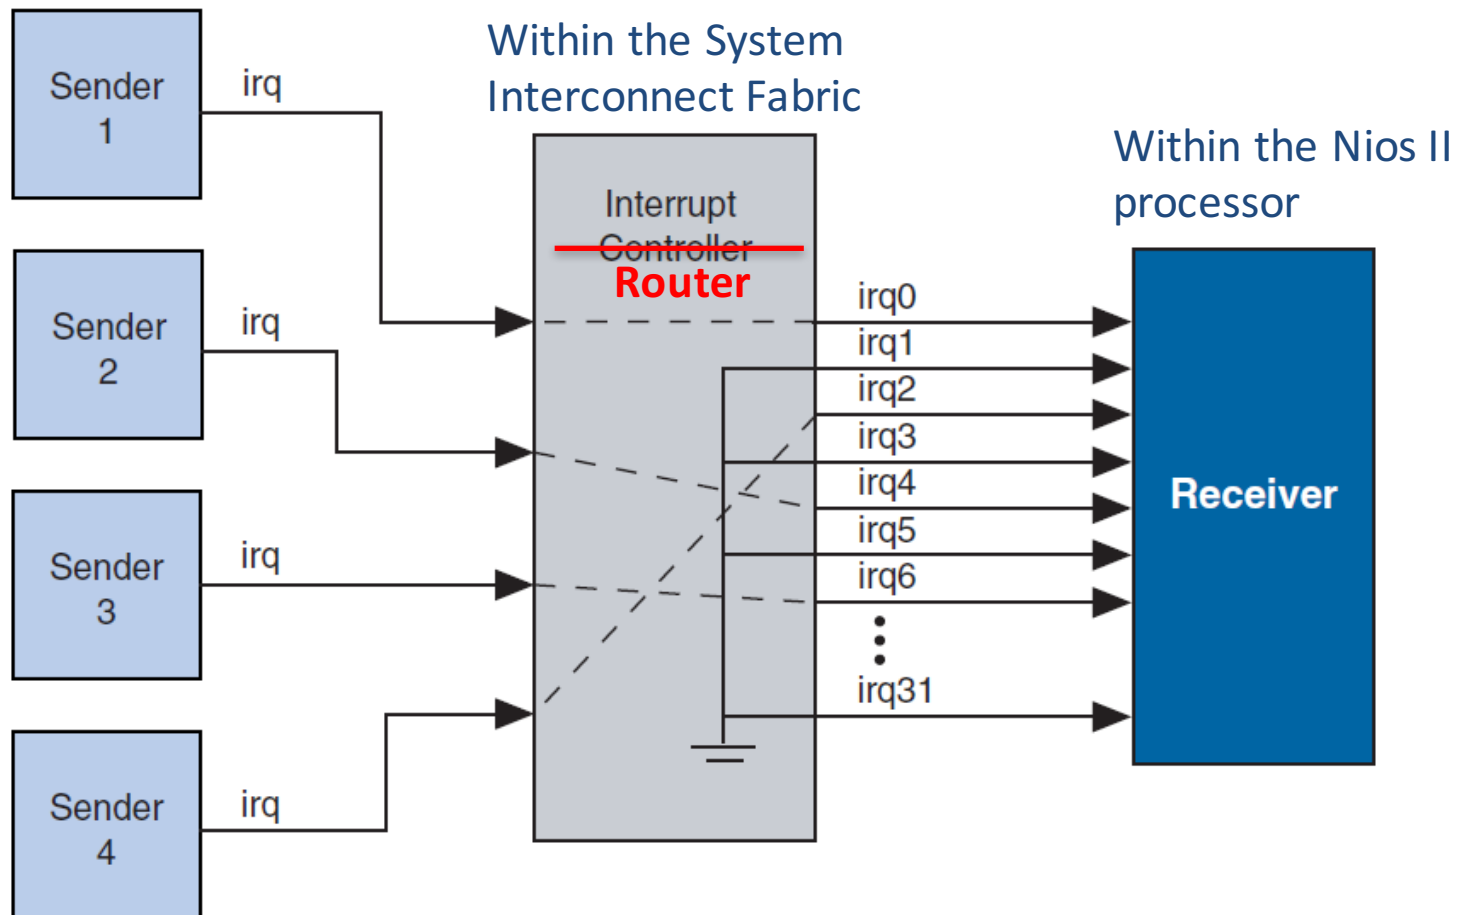 Within the System
Interconnect Fabric
Within the Nios II
processor
Sender
1
irq
Sender
2
irq
Sender
3
irq
Sender
4
irq
Interrupt
Controller
Router
irq0
irq1
irq2
irq3
irq4
irq5
irq6
irq31
Receiver